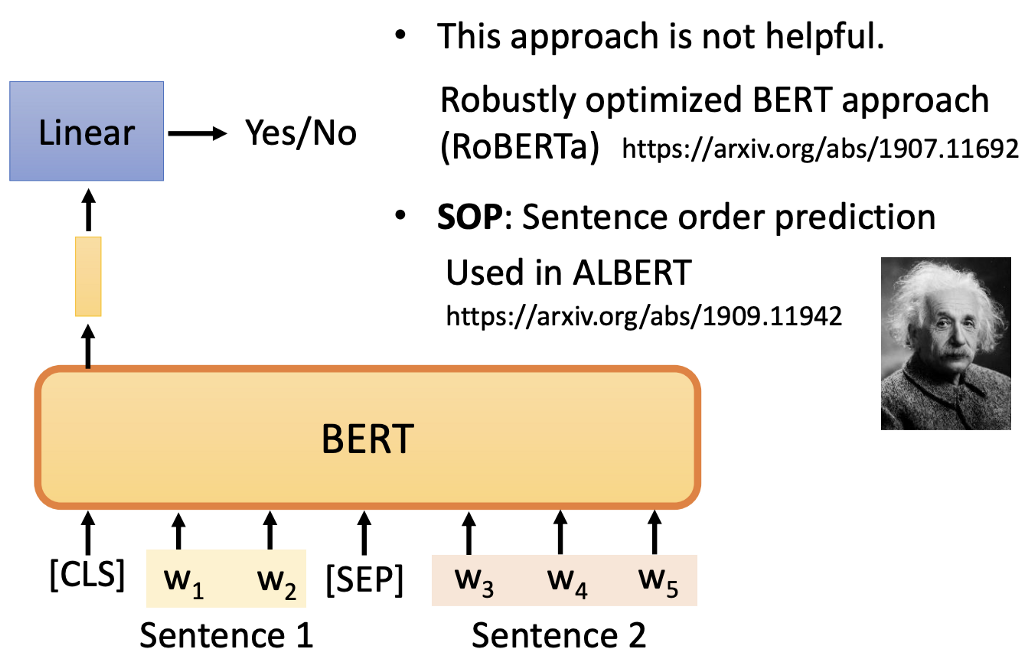 • This approach is not helpful.
Robustly optimized BERT approach
(RoBERTa) https://arxiv.org/abs/1907.11692
• SOP: Sentence order prediction
Used in ALBERT
https://arxiv.org/abs/1909.11942
Linear
Yes/No
BERT
[CLS] w1 w2 [SEP] w3 w4 w5
Sentence 1 Sentence 2